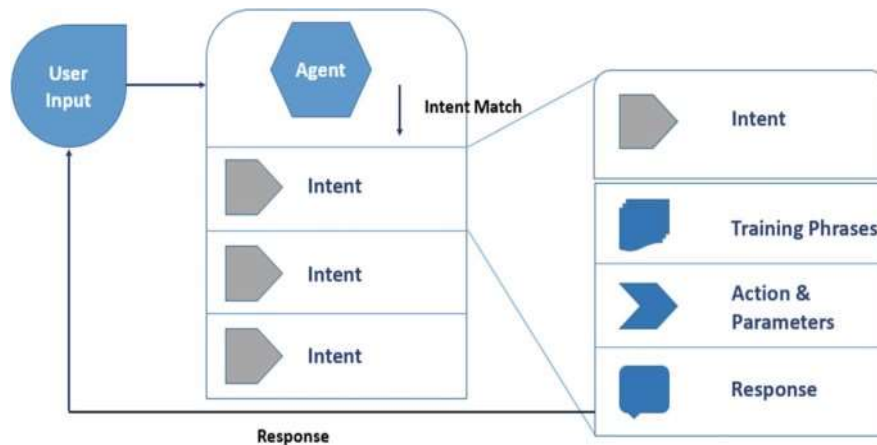 User
Input
Agent
Intent Match
Intent
Intent
Intent
Intent
Training Phrases
Action &
Parameters
Response
Response